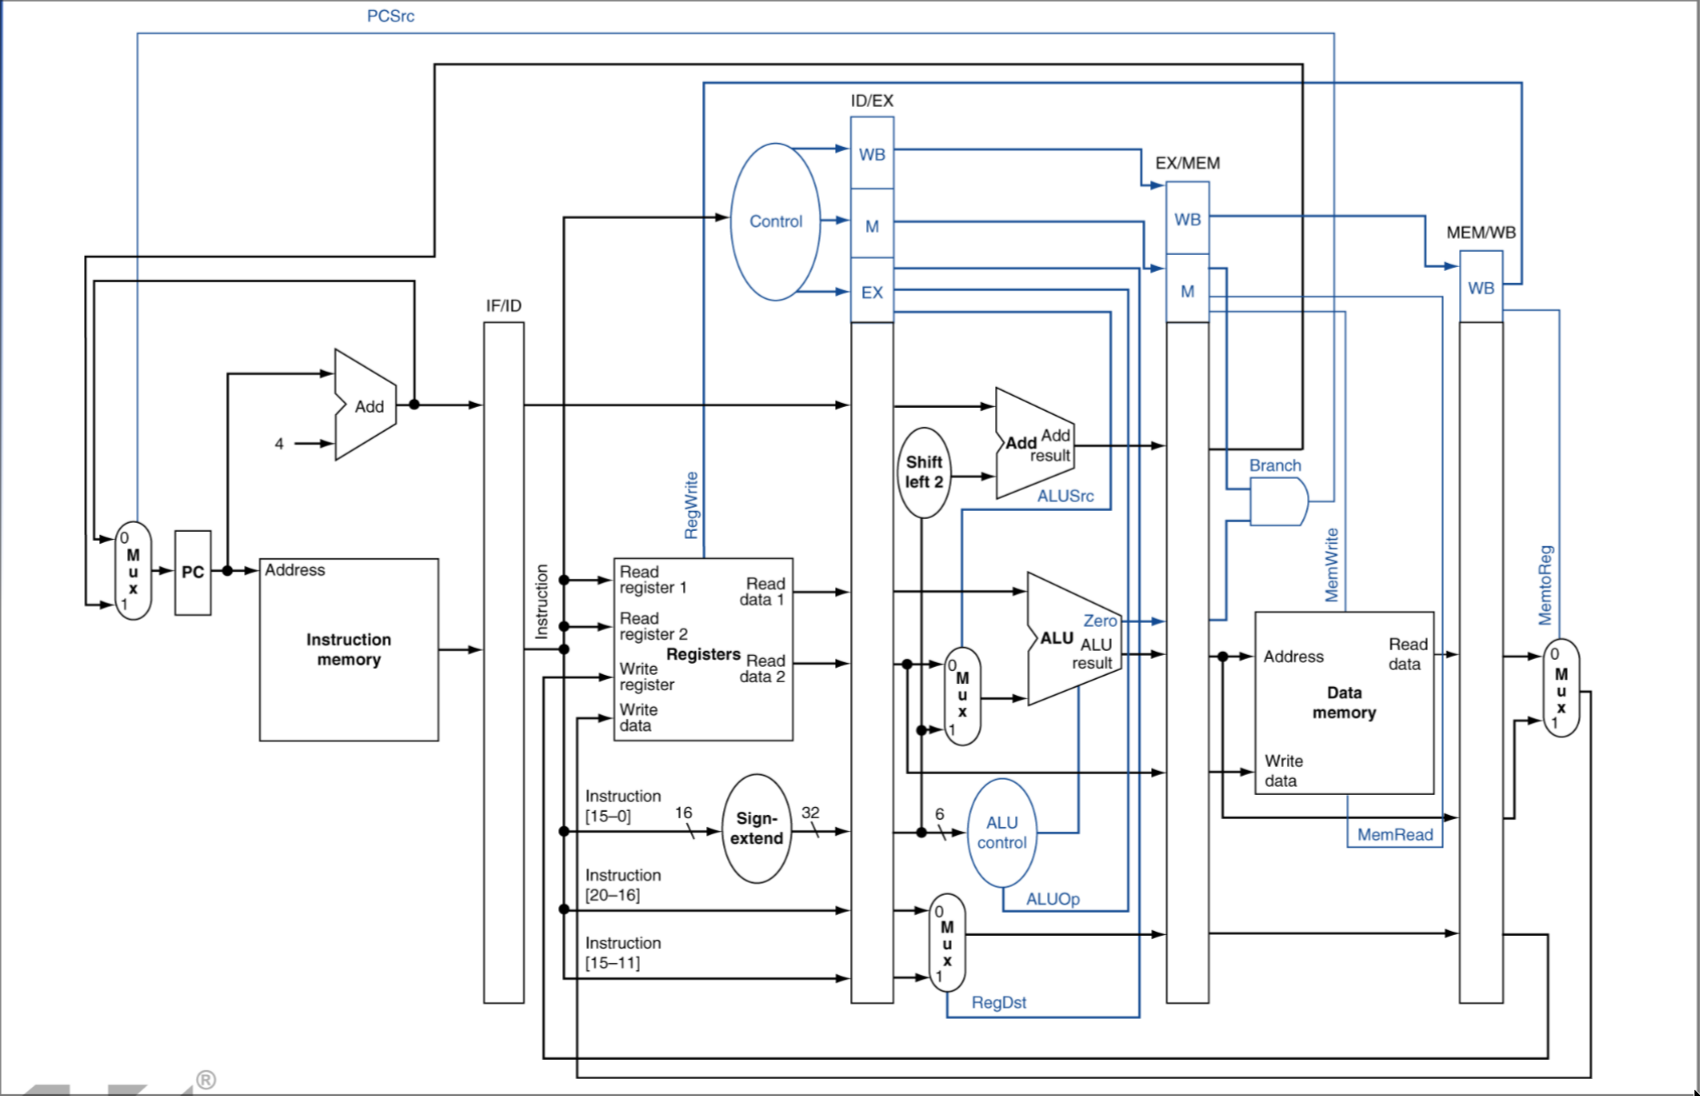 PCSrc
ID/EX
WB
EX/MEM
Control
M
WB
MEM/WB
IF/ID
EX
M
WB
Add
4
Add Add
result
Shift
left 2
Branch
ALUSrc
RegWrite
MemWrite
MemtoReg
0
M
u
x
1
PC
Address
Instruction
memory
Instruction
Read
register 1
Read
data 1
Read
register 2
Registers
Write
register
Read
data 2
Write
data
0
M
u
x
1
Zero
ALU
ALU
result
Address
Read
data
Data
memory
Write
data
0
M
u
x
1
Instruction
[15–0]
16
Sign-
extend
32
6
ALU
control
MemRead
Instruction
[20–16]
ALUOp
0
M
u
x
1
Instruction
[15–11]
RegDst
®